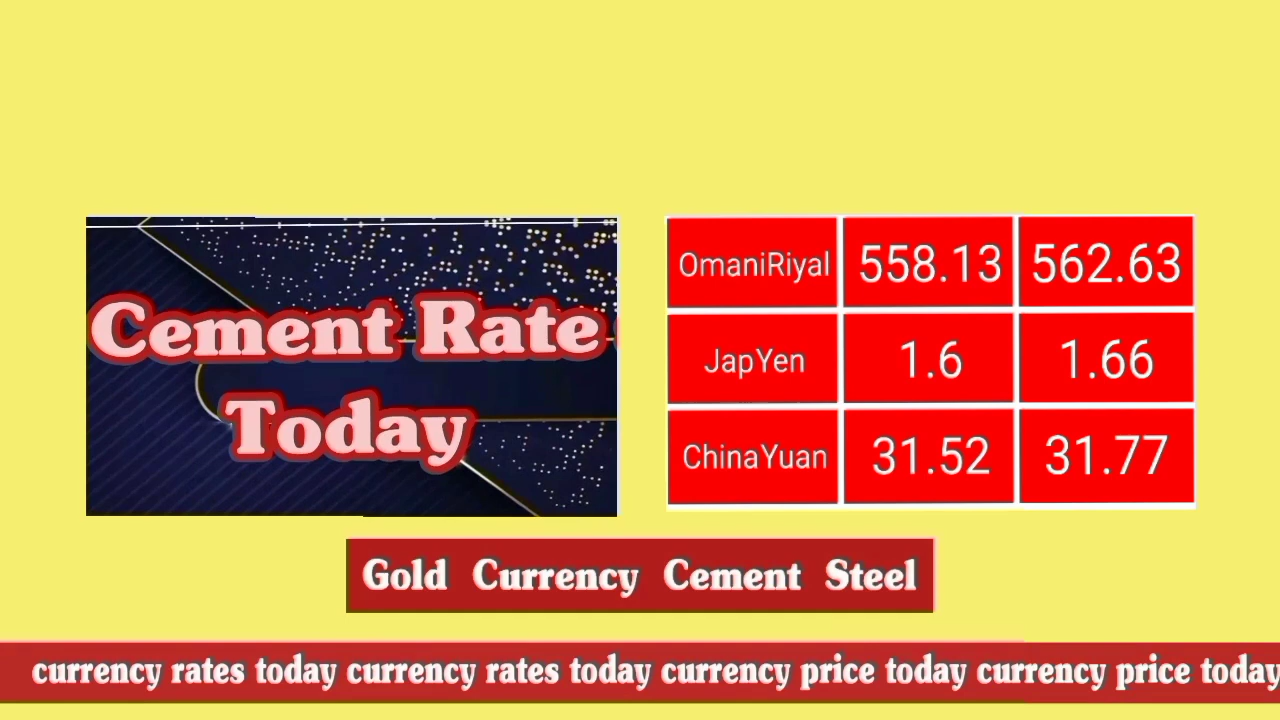 Cement Rate
Today
OmaniRiyal 558.13 562.63
JapYen 1.6 1.66
ChinaYuan 31.52 31.77
Gold Currency Cement Steel
currency rates today currency rates today currency price today currency price today